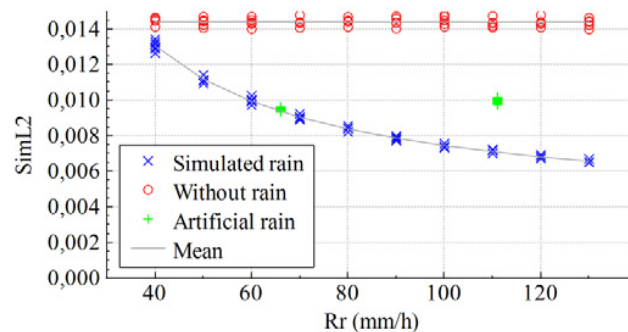 0,014
0,012
0,010
0,008
0,006
0,004
0,002
0,000
SimL2
Simulated rain
Without rain
Artificial rain
Mean
40 60 80 100 120
Rr (mm/h)